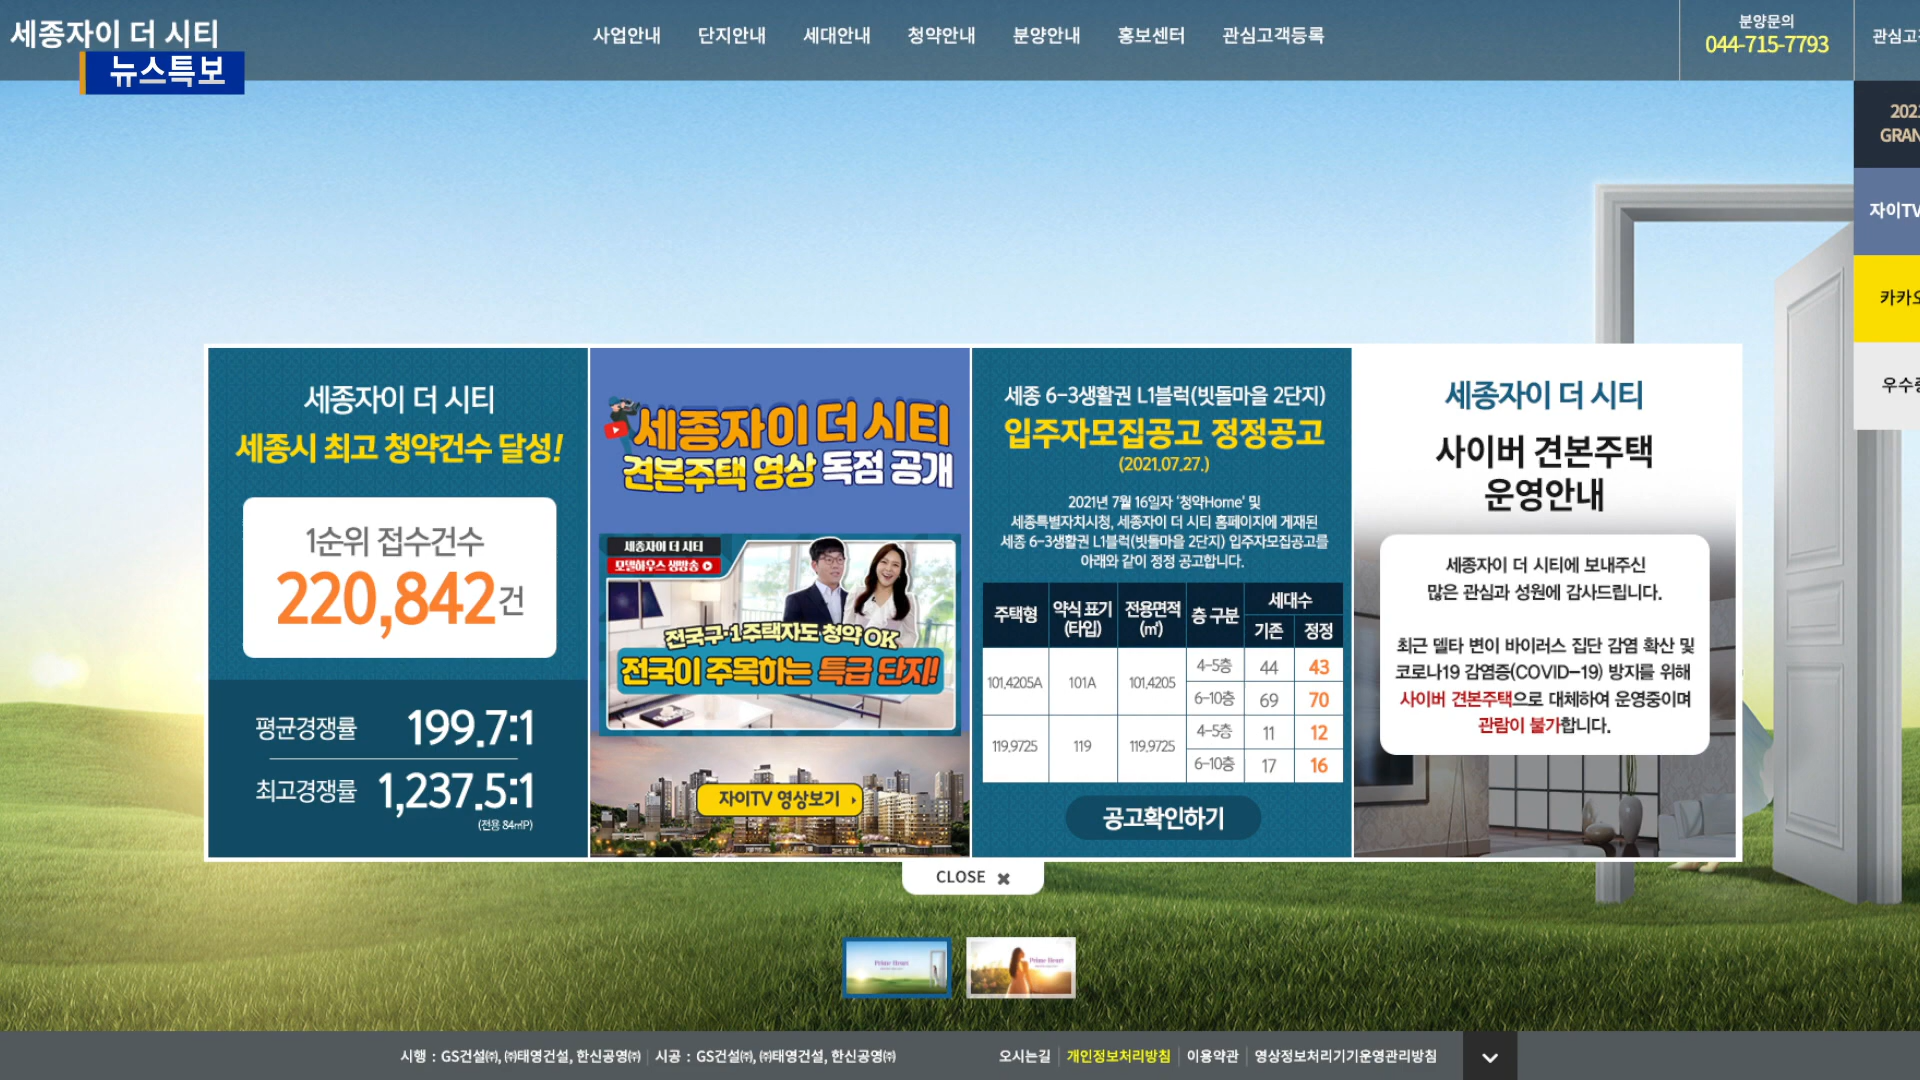 세종자이 더 시티
뉴스특보
사업안내 단지안내 세대안내 청약안내 분양안내 홍보센터 관심고객등록
분양문의
044-715-7793
관심고
GRAN
자이TV
카카오
세종자이 더 시티
세종시 최고 청약건수 달성!
1순위 접수건수
220,842건
평균경쟁률 199.7:1
최고경쟁률 1,237.5:1
(전용 84㎡P)
세종자이 더 시티
견본주택 영상 독점 공개
세종자이 더 시티
모델하우스 생방송
전국구·1주택자도 청약 OK
전국이 주목하는 특급 단지!
자이TV 영상보기
세종 6-3생활권 L1블럭(빗돌마을 2단지)
입주자모집공고 정정공고
(2021.07.27.)
2021년 7월 16일자 '청약Home' 및
세종특별자치시청, 세종자이 더 시티 홈페이지에 게재된
세종 6-3생활권 L1블럭(빗돌마을 2단지) 입주자모집공고를
아래와 같이 정정 공고합니다.
주택형 약식 표기(타입) 전용면적(㎡) 층 구분 세대수
기존 정정
101.4205A 101A 101.4205 4-5층 44 43
6-10층 69 70
119.9725 119 119.9725 4-5층 11 12
6-10층 17 16
공고확인하기
세종자이 더 시티
사이버 견본주택
운영안내
세종자이 더 시티에 보내주신
많은 관심과 성원에 감사드립니다.
최근 델타 변이 바이러스 집단 감염 확산 및
코로나19 감염증(COVID-19) 방지를 위해
사이버 견본주택으로 대체하여 운영중이며
관람이 불가합니다.
CLOSE
Prime Heart
Prime Heart
시행 : GS건설㈜, ㈜태영건설, 한신공영㈜ 시공 : GS건설㈜, ㈜태영건설, 한신공영㈜
오시는길 개인정보처리방침 이용약관 영상정보처리기기운영관리방침